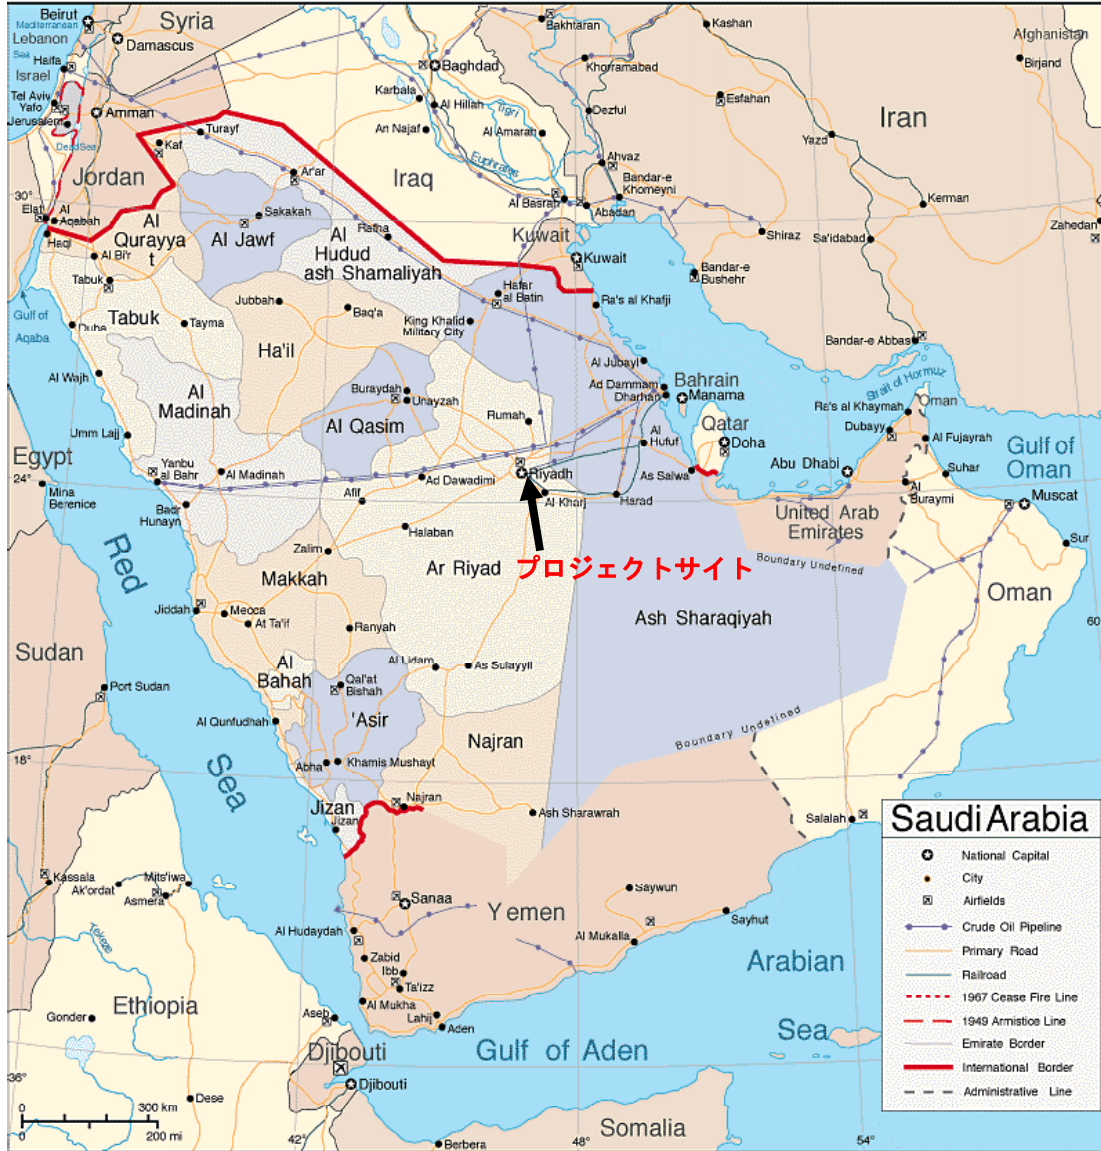 Beirut
Mediterranean
Lebanon
Sea
Syria
Damascus
Haifa
Israel
Tel Aviv
Yafo
Jerusalem
Amman
DeadSea
Jordan
Elat
Al
Aqabah
Haql
30°
Gulf of
Aqaba
Baghdad
Karbala
Al Hillah
An Najaf
Al Amarah
Tigri
Euphrates
Iraq
Al Basrah
Bakhtaran
Khorramabad
Dezful
Ahvaz
Bandar-e
Khomeyni
Abadan
Kashan
Esfahan
Yazd
Iran
Afghanistan
Birjand
Kerman
Zahedan
Shiraz
Sa'idabad
Bandar-e
Bushehr
Bandar-e Abbas
Strait of Hormuz
Kuwait
Kuwait
Turayf
Kaf
Ar'ar
Sakakah
Al Jawf
Al
Qurayya
t
Al
Hudud
ash Shamaliyah
Rafha
Al Bi'r
Tabuk
Tabuk
Duba
Tayma
Jubbah
Baq'a
Ha'il
Hafar
al Batin
King Khalid
Military City
Ra's al Khafji
Al Jubayl
Ad Dammam
Dharhan
Bahrain
Manama
Qatar
Doha
Al
Hufuf
As Salwa
Al Wajh
Al
Madinah
Umm Lajj
Yanbu
al Bahr
Al Madinah
Badr
Hunayn
Buraydah
Unayzah
Al Qasim
Rumah
Riyadh
Al Kharj
Harad
Ad Dawadimi
Afif
Halaban
Zalim
Ar Riyad
プロジェクトサイト
Makkah
Jiddah
Mecca
At Ta'if
Ranyah
Al Lidam
As Sulayyil
Ash Sharaqiyah
Boundary Undefined
Boundary Undefined
Oman
Ra's al Khaymah
Dubayy
Al Fujayrah
Abu Dhabi
Suhar
Al
Buraymi
Gulf of
Oman
Muscat
Sur
United Arab
Emirates
Oman
60
Salalah
Egypt
24°
Mina
Berenice
Red
Sea
Sudan
Port Sudan
Al
Bahah
Qal'at
Bishah
'Asir
Al Qunfudhah
Abha
Khamis Mushayt
Najran
Najran
Ash Sharawrah
Jizan
Jizan
18°
Kassala
Ak'ordat
Mits'iwa
Asmera
Tekeze
Ethiopia
Gonder
Dese
36°
Aseb
Djibouti
Djibouti
Sanaa
Yemen
Al Hudaydah
Zabid
Ibb
Ta'izz
Al Mukha
Lahij
Aden
Saywun
Al Mukalla
Sayhut
Arabian
Sea
Gulf of Aden
Somalia
Berbera
42°
48°
54°
0
300 km
0
200 mi
Saudi Arabia
National Capital
City
Airfields
Crude Oil Pipeline
Primary Road
Railroad
1967 Cease Fire Line
1949 Armistice Line
Emirate Border
International Border
Administrative Line